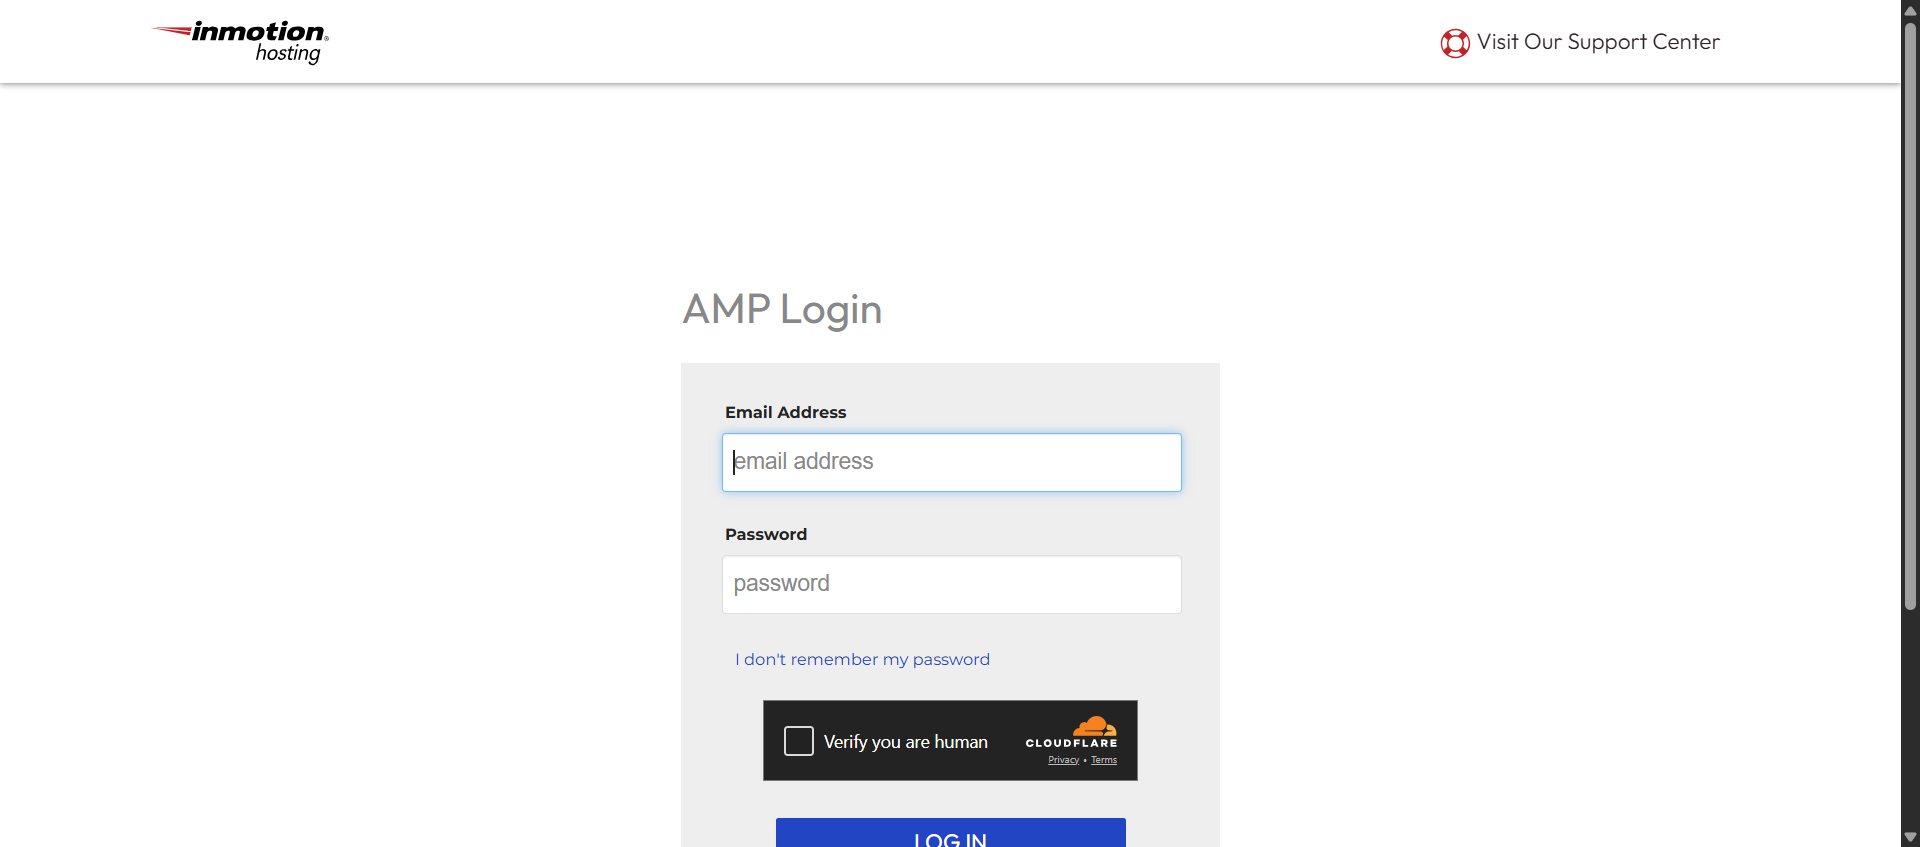 inmotion
hosting
Visit Our Support Center
AMP Login
Email Address
email address
Password
password
I don't remember my password
Verify you are human
CLOUDFLARE
Privacy • Terms
LOG IN